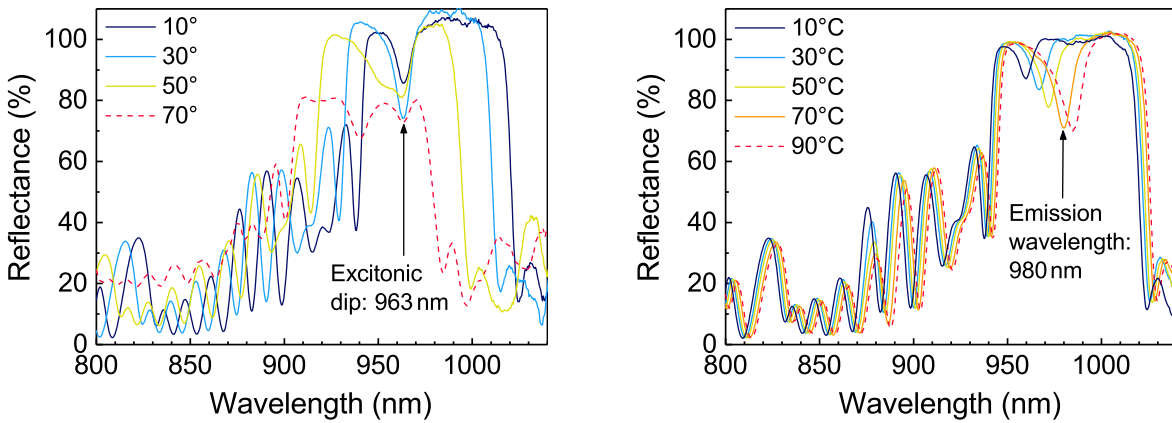 10°
30°
50°
70°
Excitonic
dip: 963 nm
Reflectance (%)
0
20
40
60
80
100
800
850
900
950
1000
Wavelength (nm)
10°C
30°C
50°C
70°C
90°C
Emission
wavelength:
980 nm
Reflectance (%)
0
20
40
60
80
100
800
850
900
950
1000
Wavelength (nm)